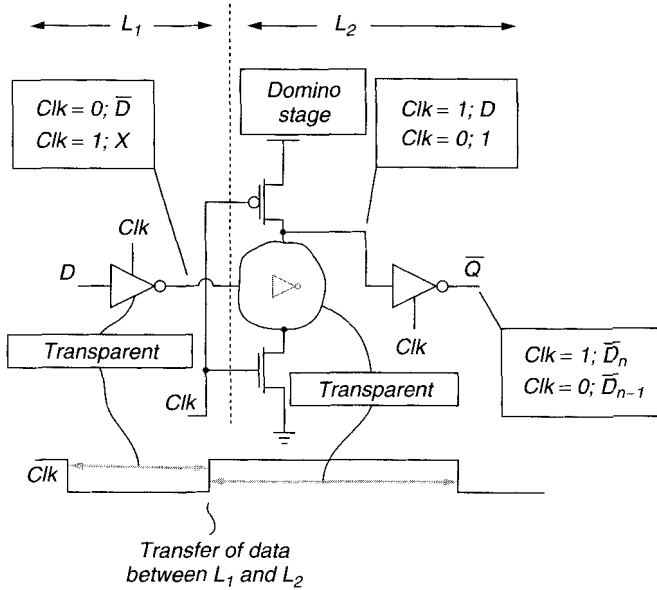 L₁
L₂
Clk = 0; D̅
Clk = 1; X
Domino
stage
Clk = 1; D
Clk = 0; 1
Clk
D
Q̅
Transparent
Clk
Clk = 1; D̅ₙ
Clk = 0; D̅ₙ₋₁
Transparent
Clk
Clk
Transfer of data
between L₁ and L₂